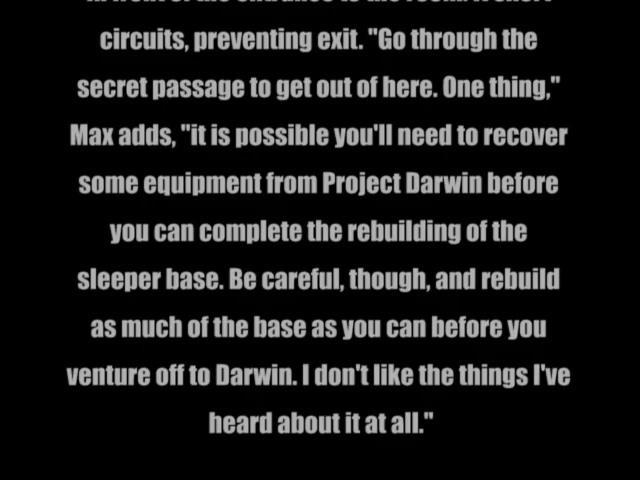 circuits, preventing exit. "Go through the
secret passage to get out of here. One thing,"
Max adds, "it is possible you'll need to recover
some equipment from Project Darwin before
you can complete the rebuilding of the
sleeper base. Be careful, though, and rebuild
as much of the base as you can before you
venture off to Darwin. I don't like the things I've
heard about it at all."